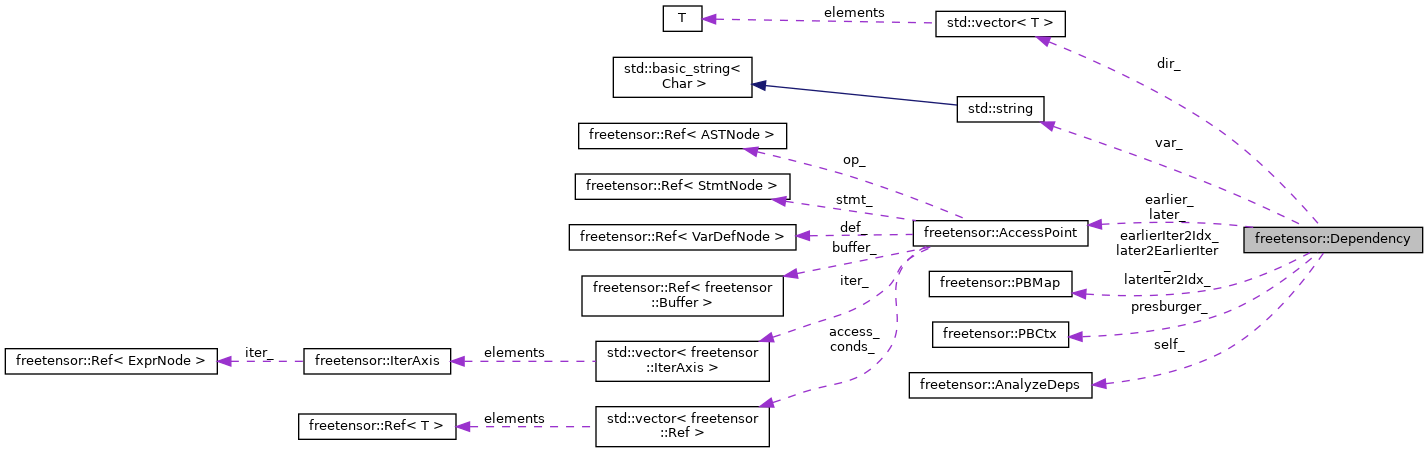 T
elements
std::vector< T >
dir_
std::basic_string<
Char >
std::string
var_
freetensor::Ref< ASTNode >
op_
freetensor::Ref< StmtNode >
stmt_
earlier_
later_
freetensor::Ref< VarDefNode >
def_
freetensor::AccessPoint
freetensor::Dependency
buffer_
earlierIter2Idx_
later2EarlierIter
_
laterIter2Idx_
freetensor::Ref< freetensor
::Buffer >
iter_
freetensor::PBMap
presburger_
freetensor::PBCtx
access_
conds_
self_
freetensor::Ref< ExprNode >
iter_
freetensor::IterAxis
elements
std::vector< freetensor
::IterAxis >
freetensor::AnalyzeDeps
freetensor::Ref< T >
elements
std::vector< freetensor
::Ref >